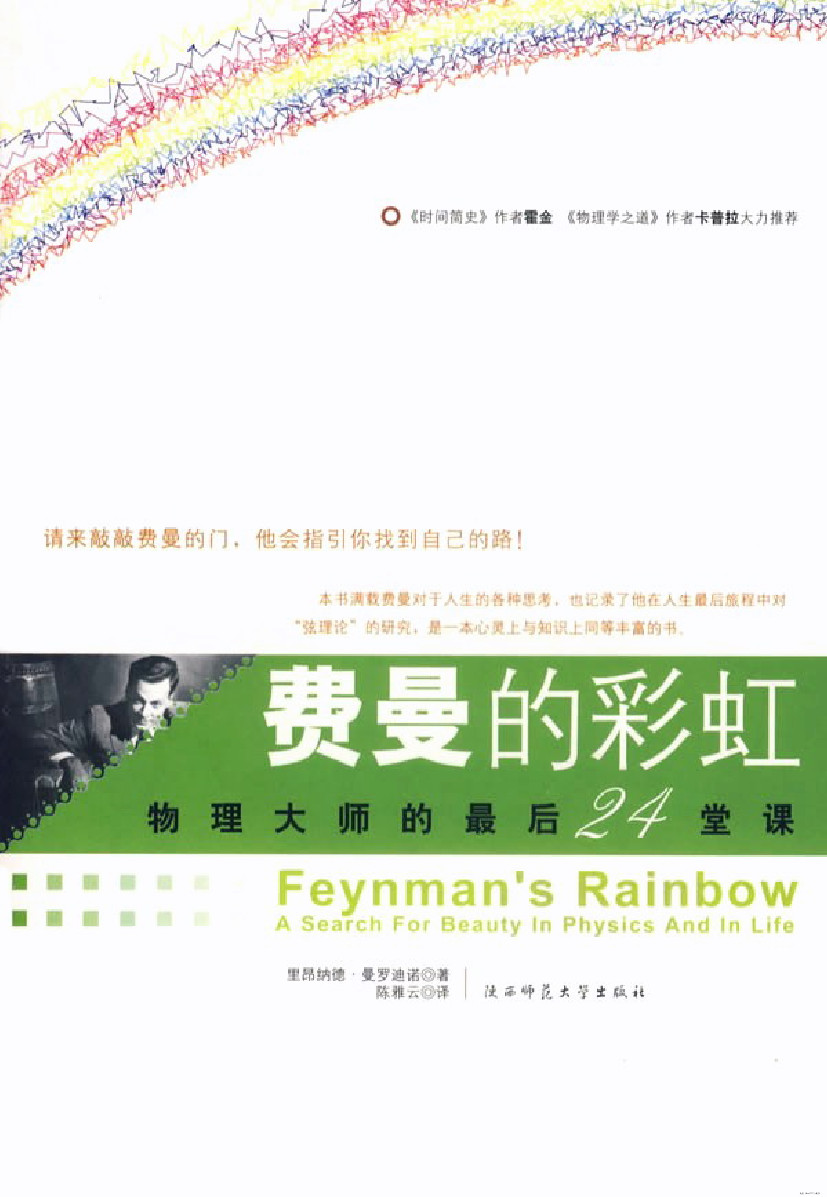 《时间简史》作者霍金 《物理学之道》作者卡普拉大力推荐
请来敲敲费曼的门，他会指引你找到自己的路！
本书满载费曼对于人生的各种思考，也记录了他在人生最后旅程中对
“弦理论”的研究，是一本心灵上与知识上同等丰富的书。
费曼的彩虹
物理大师的最后24堂课
Feynman's Rainbow
A Search For Beauty In Physics And In Life
里昂纳德·曼罗迪诺◎著
陈雅云◎译
陕西师范大学出版社